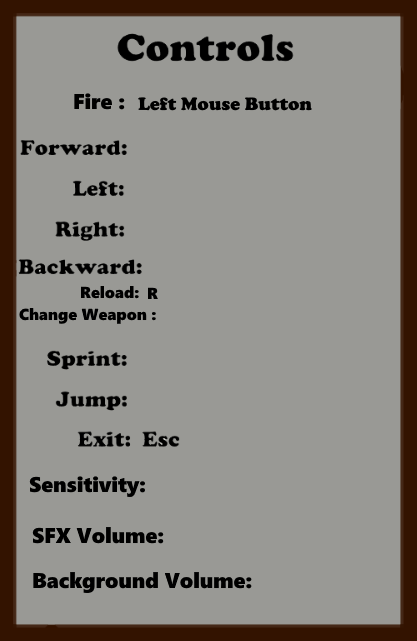 Controls
Fire : Left Mouse Button
Forward:
Left:
Right:
Backward:
Reload: R
Change Weapon :
Sprint:
Jump:
Exit: Esc
Sensitivity:
SFX Volume:
Background Volume: